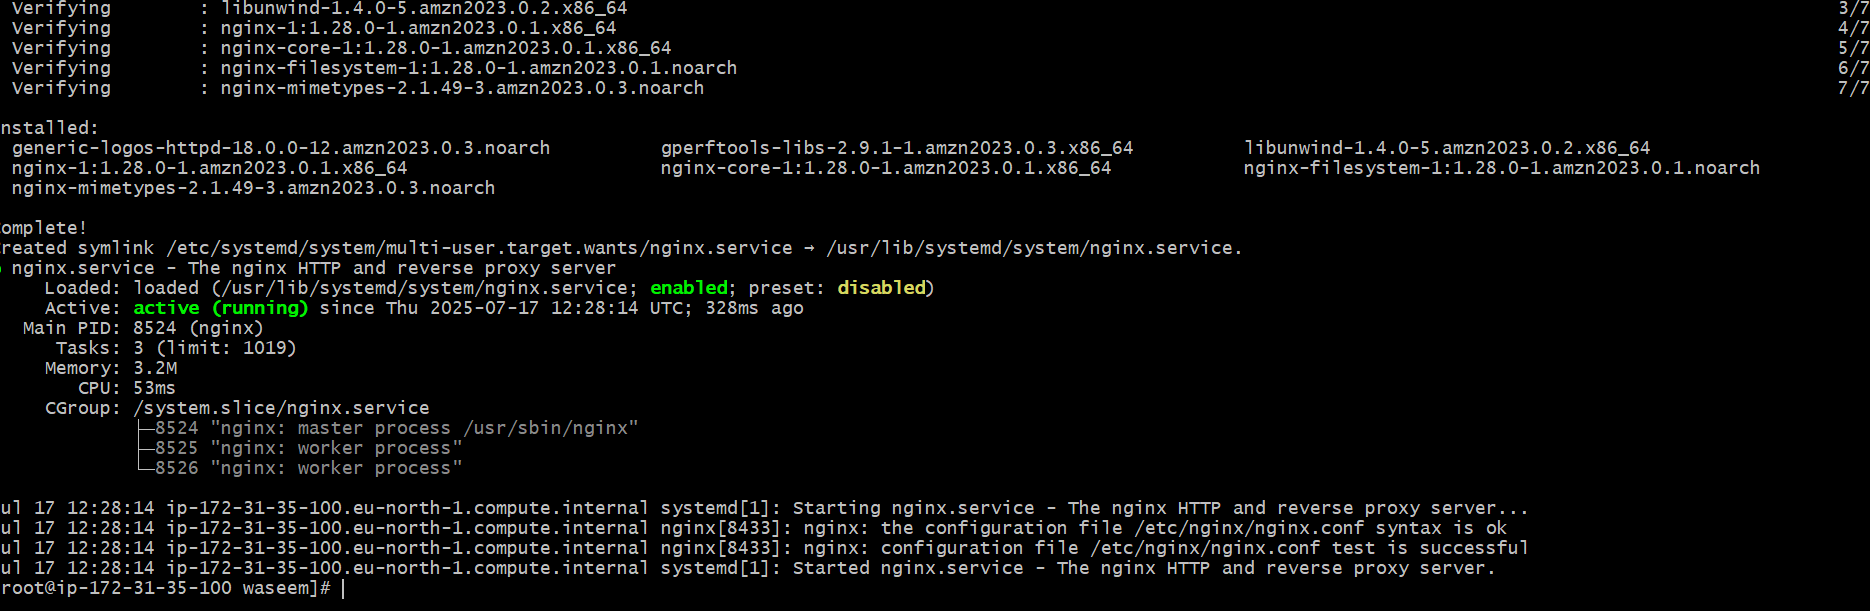 Verifying        : libunwind-1.4.0-5.amzn2023.0.2.x86_64 3/7
Verifying        : nginx-1:1.28.0-1.amzn2023.0.1.x86_64 4/7
Verifying        : nginx-core-1:1.28.0-1.amzn2023.0.1.x86_64 5/7
Verifying        : nginx-filesystem-1:1.28.0-1.amzn2023.0.1.noarch 6/7
Verifying        : nginx-mimetypes-2.1.49-3.amzn2023.0.3.noarch 7/7
nstalled:
generic-logos-httpd-18.0.0-12.amzn2023.0.3.noarch gperftools-libs-2.9.1-1.amzn2023.0.3.x86_64 libunwind-1.4.0-5.amzn2023.0.2.x86_64
nginx-1:1.28.0-1.amzn2023.0.1.x86_64 nginx-core-1:1.28.0-1.amzn2023.0.1.x86_64 nginx-filesystem-1:1.28.0-1.amzn2023.0.1.noarch
nginx-mimetypes-2.1.49-3.amzn2023.0.3.noarch
omplete!
reated symlink /etc/systemd/system/multi-user.target.wants/nginx.service → /usr/lib/systemd/system/nginx.service.
nginx.service - The nginx HTTP and reverse proxy server
Loaded: loaded (/usr/lib/systemd/system/nginx.service; enabled; preset: disabled)
Active: active (running) since Thu 2025-07-17 12:28:14 UTC; 328ms ago
Main PID: 8524 (nginx)
Tasks: 3 (limit: 1019)
Memory: 3.2M
CPU: 53ms
CGroup: /system.slice/nginx.service
├─8524 "nginx: master process /usr/sbin/nginx"
├─8525 "nginx: worker process"
└─8526 "nginx: worker process"
ul 17 12:28:14 ip-172-31-35-100.eu-north-1.compute.internal systemd[1]: Starting nginx.service - The nginx HTTP and reverse proxy server...
ul 17 12:28:14 ip-172-31-35-100.eu-north-1.compute.internal nginx[8433]: nginx: the configuration file /etc/nginx/nginx.conf syntax is ok
ul 17 12:28:14 ip-172-31-35-100.eu-north-1.compute.internal nginx[8433]: nginx: configuration file /etc/nginx/nginx.conf test is successful
ul 17 12:28:14 ip-172-31-35-100.eu-north-1.compute.internal systemd[1]: Started nginx.service - The nginx HTTP and reverse proxy server.
root@ip-172-31-35-100 waseem]#